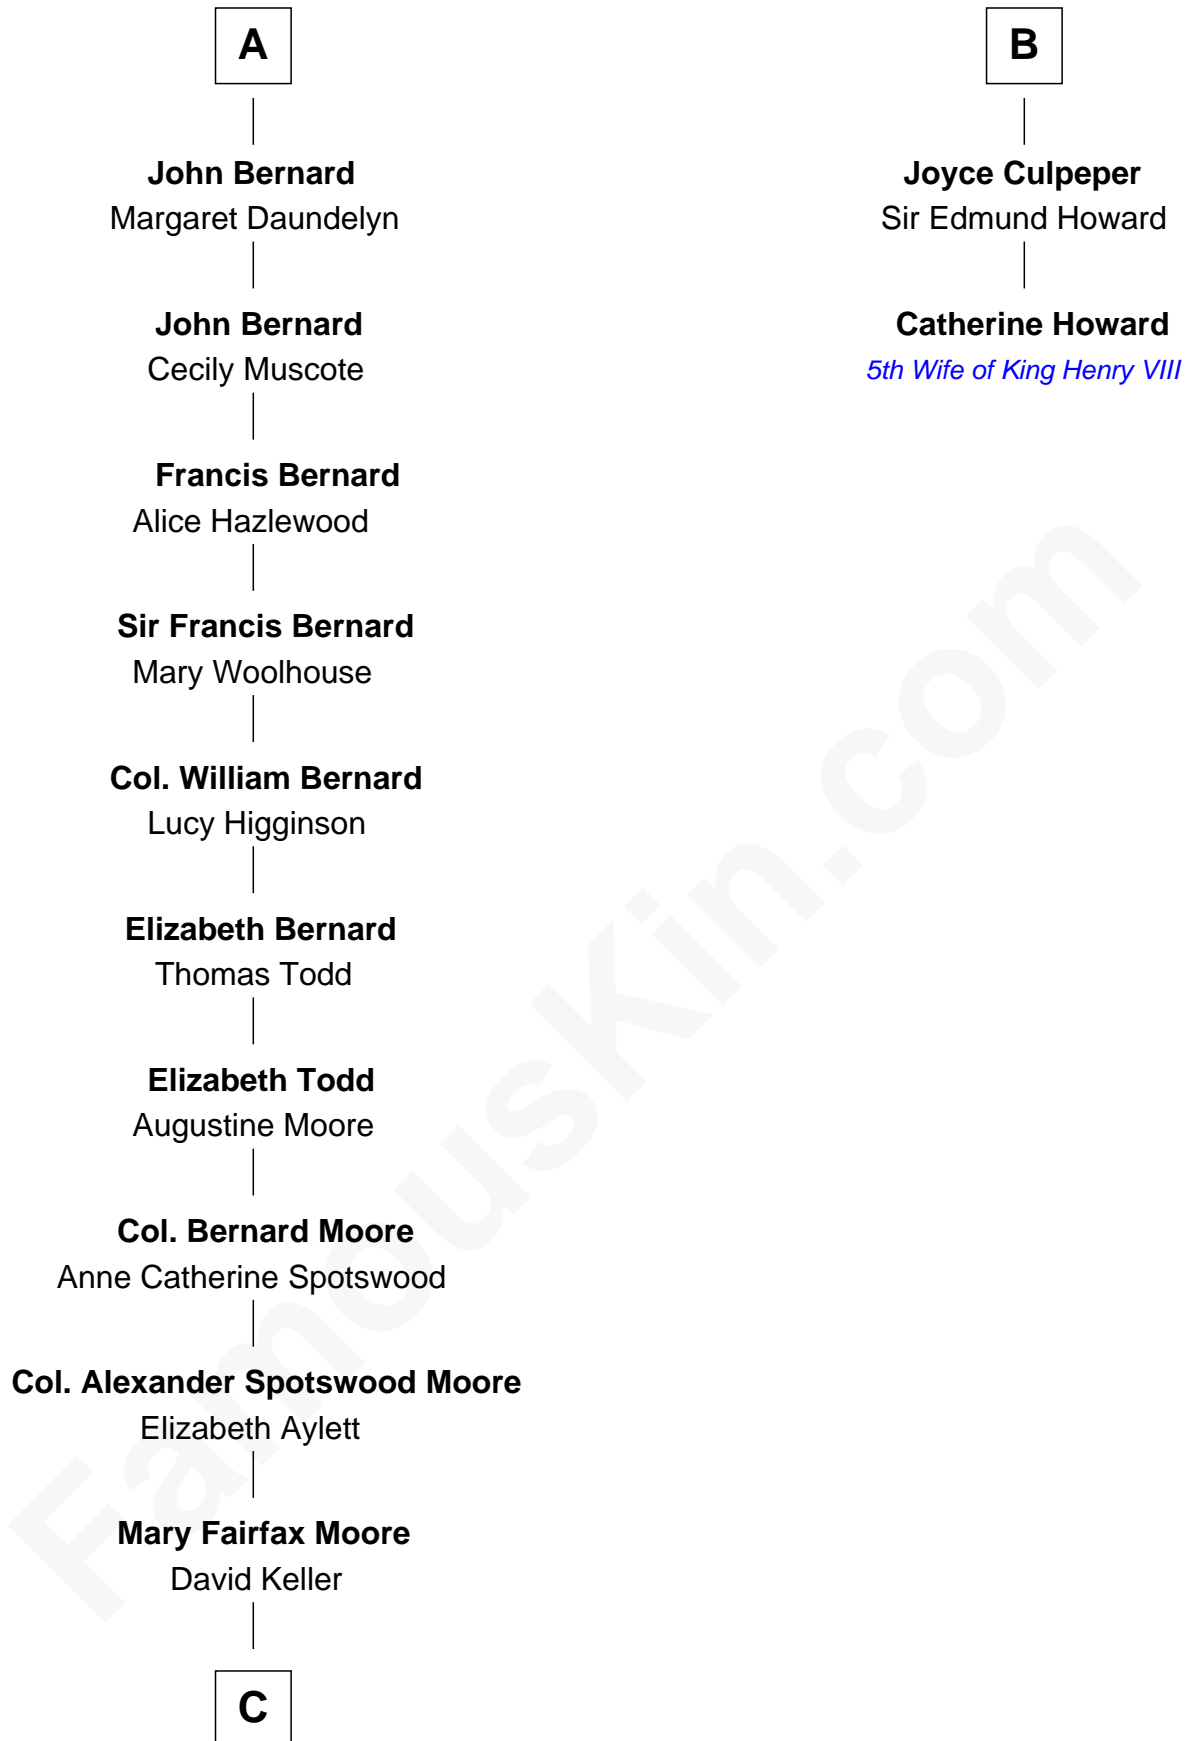 A
John Bernard
Margaret Daundelyn
John Bernard
Cecily Muscote
Francis Bernard
Alice Hazlewood
Sir Francis Bernard
Mary Woolhouse
Col. William Bernard
Lucy Higginson
Elizabeth Bernard
Thomas Todd
Elizabeth Todd
Augustine Moore
Col. Bernard Moore
Anne Catherine Spotswood
Col. Alexander Spotswood Moore
Elizabeth Aylett
Mary Fairfax Moore
David Keller
C
B
Joyce Culpeper
Sir Edmund Howard
Catherine Howard
5th Wife of King Henry VIII
FamousKin.com